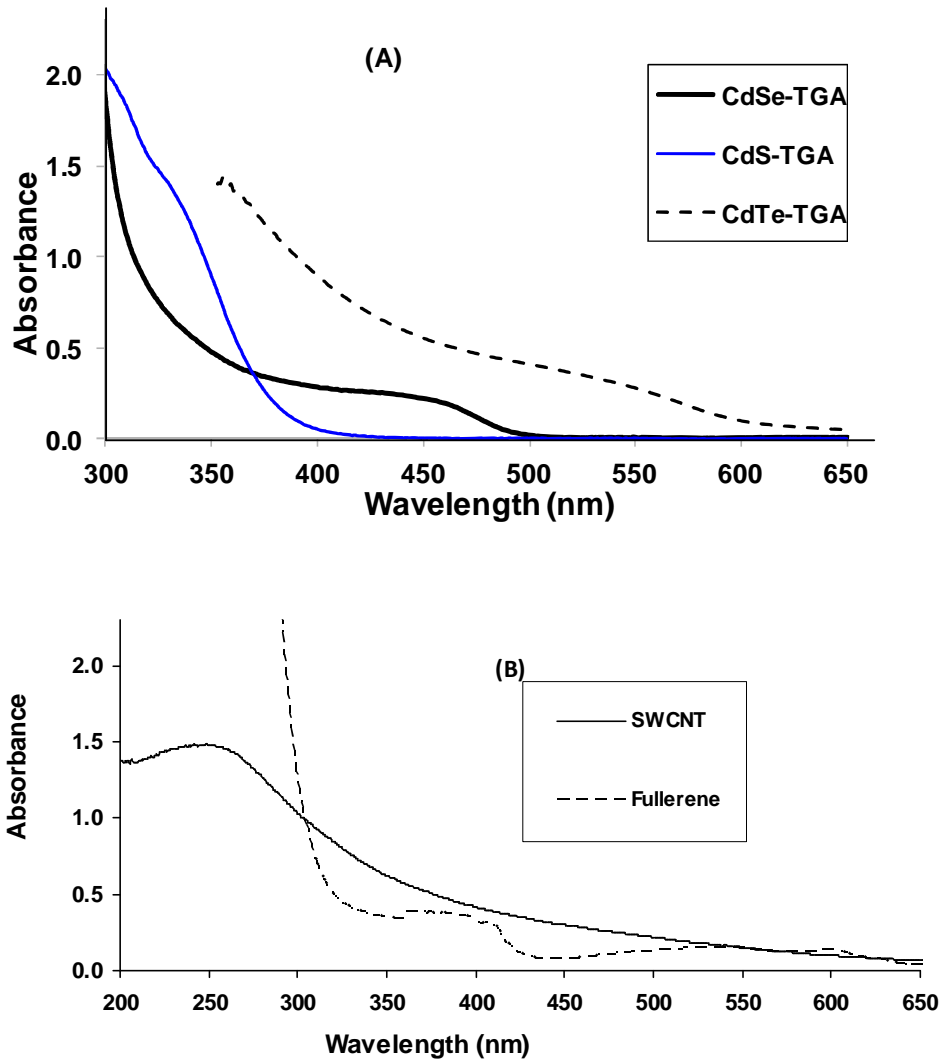 (A)
CdSe-TGA
CdS-TGA
CdTe-TGA
2.0
1.5
1.0
0.5
0.0
Absorbance
300 350 400 450 500 550 600 650
Wavelength (nm)
(B)
SWCNT
Fullerene
2.0
1.5
1.0
0.5
0.0
Absorbance
200 250 300 350 400 450 500 550 600 650
Wavelength (nm)